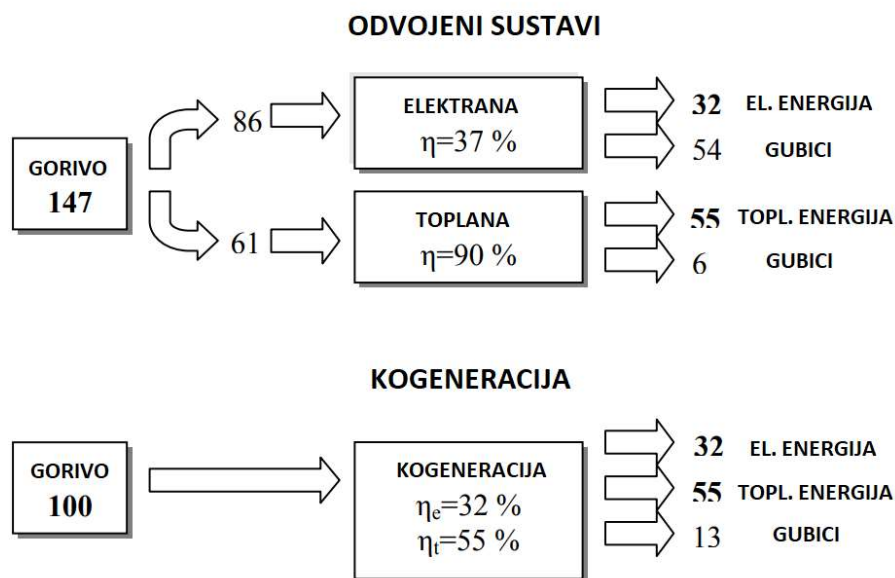 ODVOJENI SUSTAVI
GORIVO
147
86
ELEKTRANA
η=37 %
32 EL. ENERGIJA
54 GUBICI
61
TOPLANA
η=90 %
55 TOPL. ENERGIJA
6 GUBICI
KOGENERACIJA
GORIVO
100
KOGENERACIJA
ηe=32 %
ηt=55 %
32 EL. ENERGIJA
55 TOPL. ENERGIJA
13 GUBICI